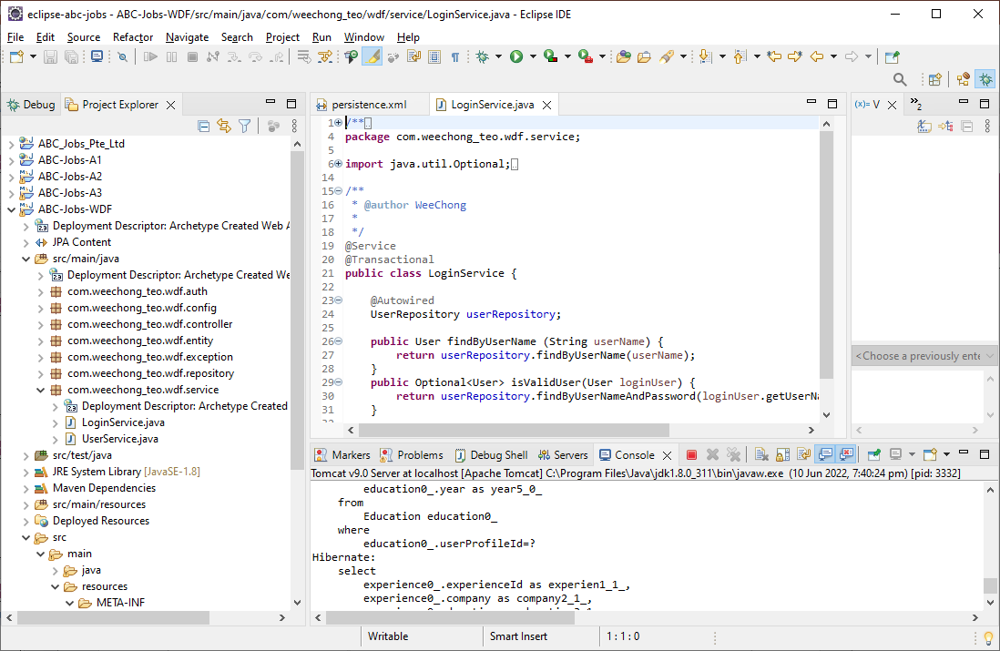 eclipse-abc-jobs - ABC-Jobs-WDF/src/main/java/com/weechong_teo/wdf/service/LoginService.java - Eclipse IDE
File Edit Source Refactor Navigate Search Project Run Window Help
Debug Project Explorer
ABC_Jobs_Pte_Ltd
ABC-Jobs-A1
ABC-Jobs-A2
ABC-Jobs-A3
ABC-Jobs-WDF
Deployment Descriptor: Archetype Created Web A
JPA Content
src/main/java
Deployment Descriptor: Archetype Created We
com.weechong_teo.wdf.auth
com.weechong_teo.wdf.config
com.weechong_teo.wdf.controller
com.weechong_teo.wdf.entity
com.weechong_teo.wdf.exception
com.weechong_teo.wdf.repository
com.weechong_teo.wdf.service
Deployment Descriptor: Archetype Created
LoginService.java
UserService.java
src/test/java
JRE System Library [JavaSE-1.8]
Maven Dependencies
src/main/resources
Deployed Resources
src
main
java
resources
META-INF
persistence.xml LoginService.java
1 /**
4 package com.weechong_teo.wdf.service;
5
6 import java.util.Optional;
14
15 /**
16 * @author WeeChong
17 *
18 */
19 @Service
20 @Transactional
21 public class LoginService {
22
23 @Autowired
24 UserRepository userRepository;
25
26 public User findByUserName (String userName) {
27 return userRepository.findByUserName(userName);
28 }
29 public Optional<User> isValidUser(User loginUser) {
30 return userRepository.findByUserNameAndPassword(loginUser.getUserNa
31 }
(x)= V
2
<Choose a previously ente
Markers Problems Debug Shell Servers Console
Tomcat v9.0 Server at localhost [Apache Tomcat] C:\Program Files\Java\jdk1.8.0_311\bin\javaw.exe (10 Jun 2022, 7:40:24 pm) [pid: 3332]
education0_.year as year5_0_
from
Education education0_
where
education0_.userProfileId=?
Hibernate:
select
experience0_.experienceId as experien1_1_,
experience0_.company as company2_1_,
Writable Smart Insert 1 : 1 : 0